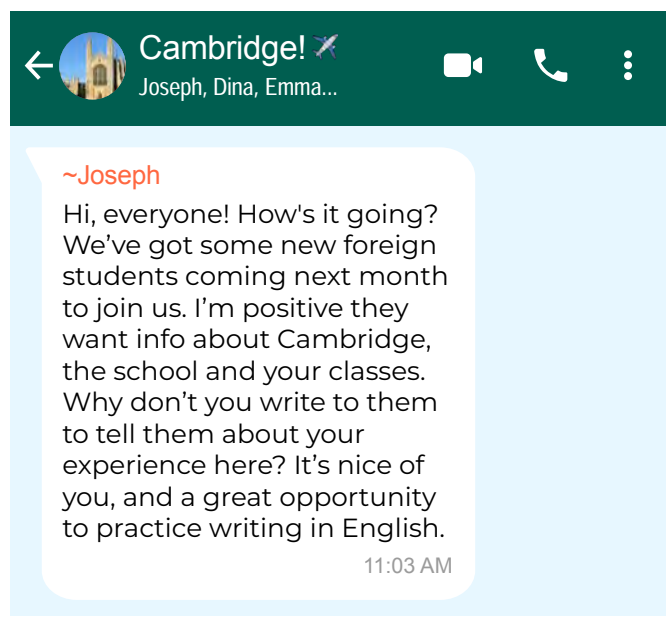 Cambridge!
Joseph, Dina, Emma...
~Joseph
Hi, everyone! How's it going?
We’ve got some new foreign
students coming next month
to join us. I’m positive they
want info about Cambridge,
the school and your classes.
Why don’t you write to them
to tell them about your
experience here? It’s nice of
you, and a great opportunity
to practice writing in English.
11:03 AM